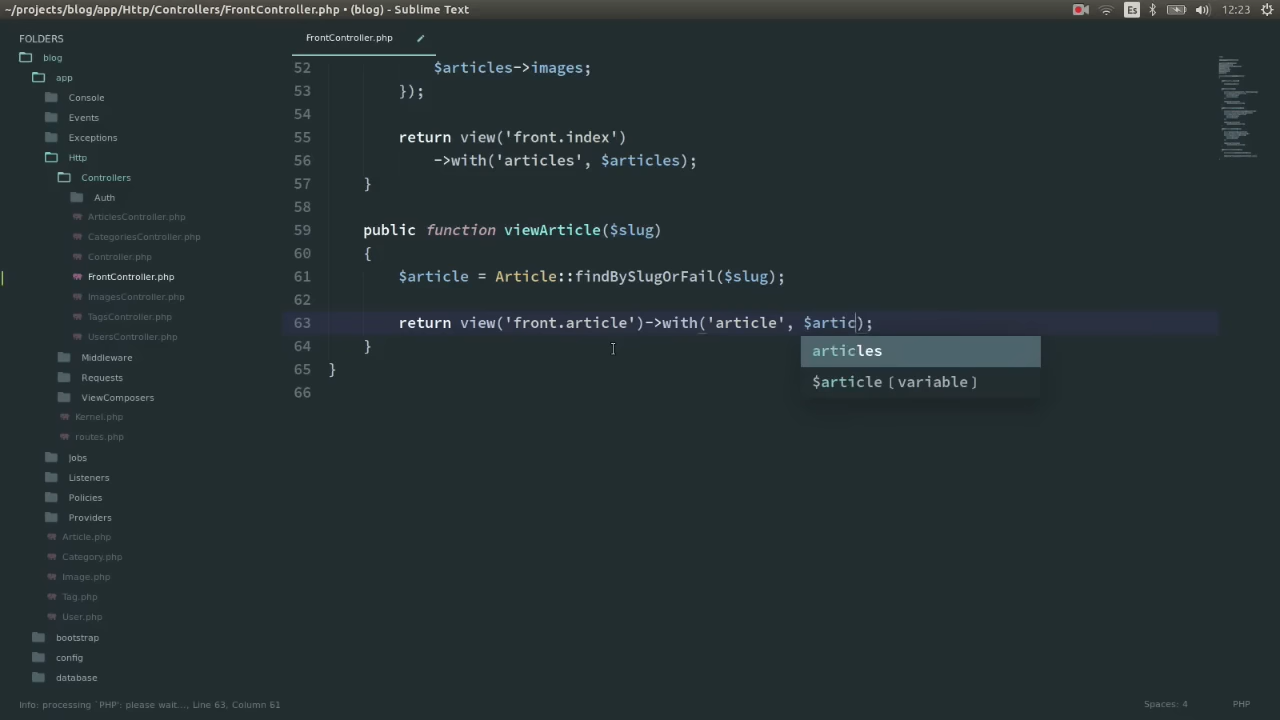 ~/projects/blog/app/Http/Controllers/FrontController.php • (blog) - Sublime Text
Es
12:23
FOLDERS
blog
app
Console
Events
Exceptions
Http
Controllers
Auth
ArticlesController.php
CategoriesController.php
Controller.php
FrontController.php
ImagesController.php
TagsController.php
UsersController.php
Middleware
Requests
ViewComposers
Kernel.php
routes.php
Jobs
Listeners
Policies
Providers
Article.php
Category.php
Image.php
Tag.php
User.php
bootstrap
config
database
FrontController.php
52 $articles->images;
53 });
54
55 return view('front.index')
56 ->with('articles', $articles);
57 }
58
59 public function viewArticle($slug)
60 {
61 $article = Article::findBySlugOrFail($slug);
62
63 return view('front.article')->with('article', $artic);
64 }
65 }
66
articles
$article [ variable ]
Info: processing `PHP': please wait..., Line 63, Column 61
Spaces: 4
PHP